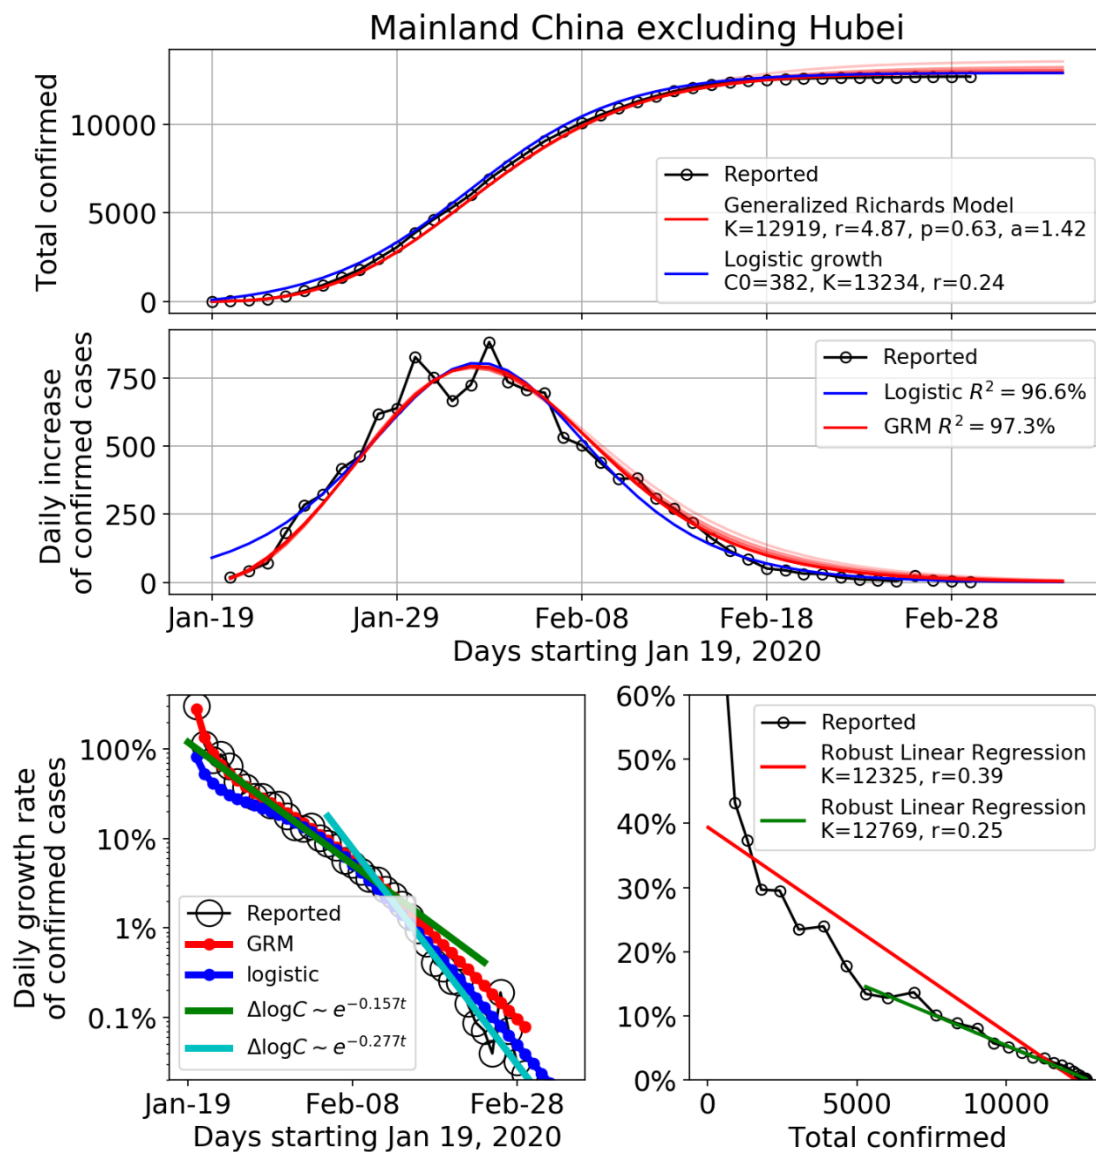 Mainland China excluding Hubei
Total confirmed
10000
5000
0
Reported
Generalized Richards Model
K=12919, r=4.87, p=0.63, a=1.42
Logistic growth
C0=382, K=13234, r=0.24
Daily increase
of confirmed cases
750
500
250
0
Reported
Logistic R² = 96.6%
GRM R² = 97.3%
Jan-19
Jan-29
Feb-08
Feb-18
Feb-28
Days starting Jan 19, 2020
Daily growth rate
of confirmed cases
100%
10%
1%
0.1%
Reported
GRM
logistic
ΔlogC ~ e^{-0.157t}
ΔlogC ~ e^{-0.277t}
Jan-19
Feb-08
Feb-28
Days starting Jan 19, 2020
60%
50%
40%
30%
20%
10%
0%
Reported
Robust Linear Regression
K=12325, r=0.39
Robust Linear Regression
K=12769, r=0.25
0
5000
10000
Total confirmed